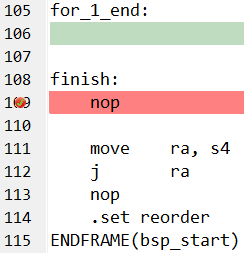 105 for_1_end:
106
107
108 finish:
109     nop
110
111     move    ra, s4
112     j       ra
113     nop
114     .set reorder
115 ENDFRAME(bsp_start)